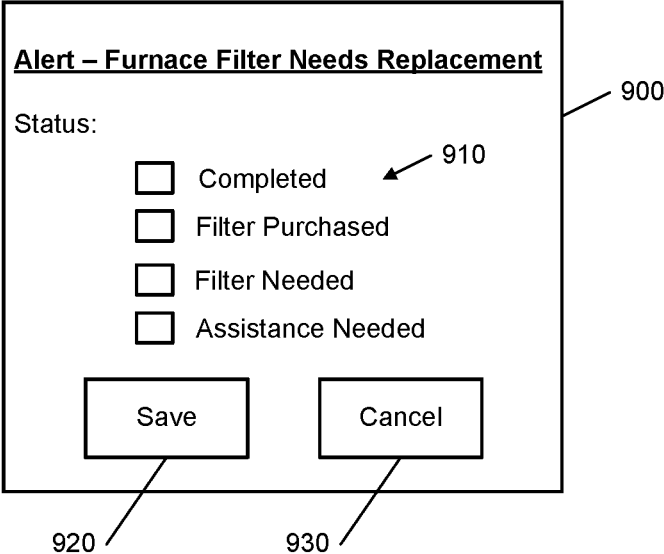 Alert – Furnace Filter Needs Replacement
900
Status:
910
Completed
Filter Purchased
Filter Needed
Assistance Needed
Save
Cancel
920
930